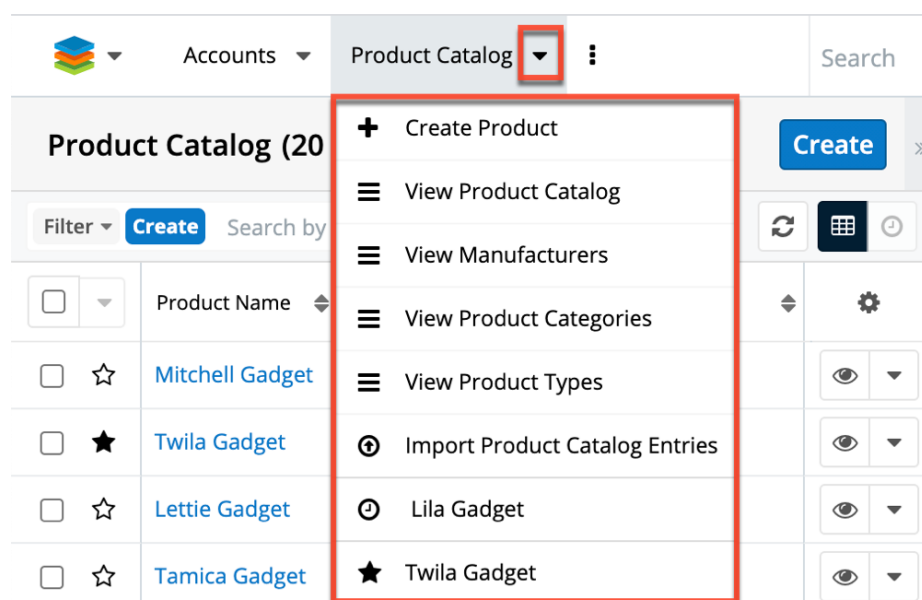 Accounts
Product Catalog
Search
Product Catalog (20
Create
Create Product
View Product Catalog
View Manufacturers
View Product Categories
View Product Types
Import Product Catalog Entries
Lila Gadget
Twila Gadget
Filter
Create
Search by
Product Name
Mitchell Gadget
Twila Gadget
Lettie Gadget
Tamica Gadget